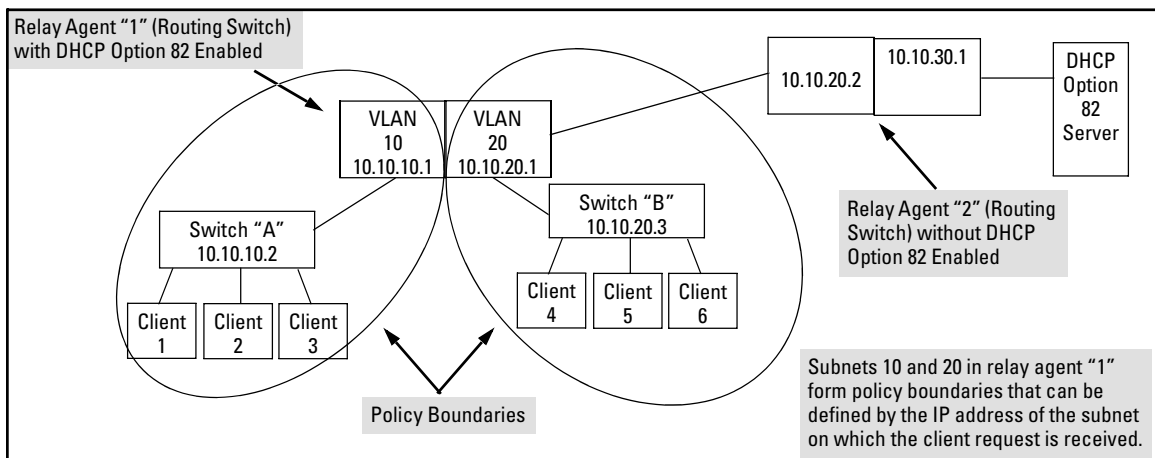 Relay Agent “1” (Routing Switch)
with DHCP Option 82 Enabled
VLAN
10
10.10.10.1
VLAN
20
10.10.20.1
10.10.20.2
10.10.30.1
DHCP
Option
82
Server
Switch “A”
10.10.10.2
Switch “B”
10.10.20.3
Relay Agent “2” (Routing
Switch) without DHCP
Option 82 Enabled
Client
1
Client
2
Client
3
Client
4
Client
5
Client
6
Policy Boundaries
Subnets 10 and 20 in relay agent “1”
form policy boundaries that can be
defined by the IP address of the subnet
on which the client request is received.